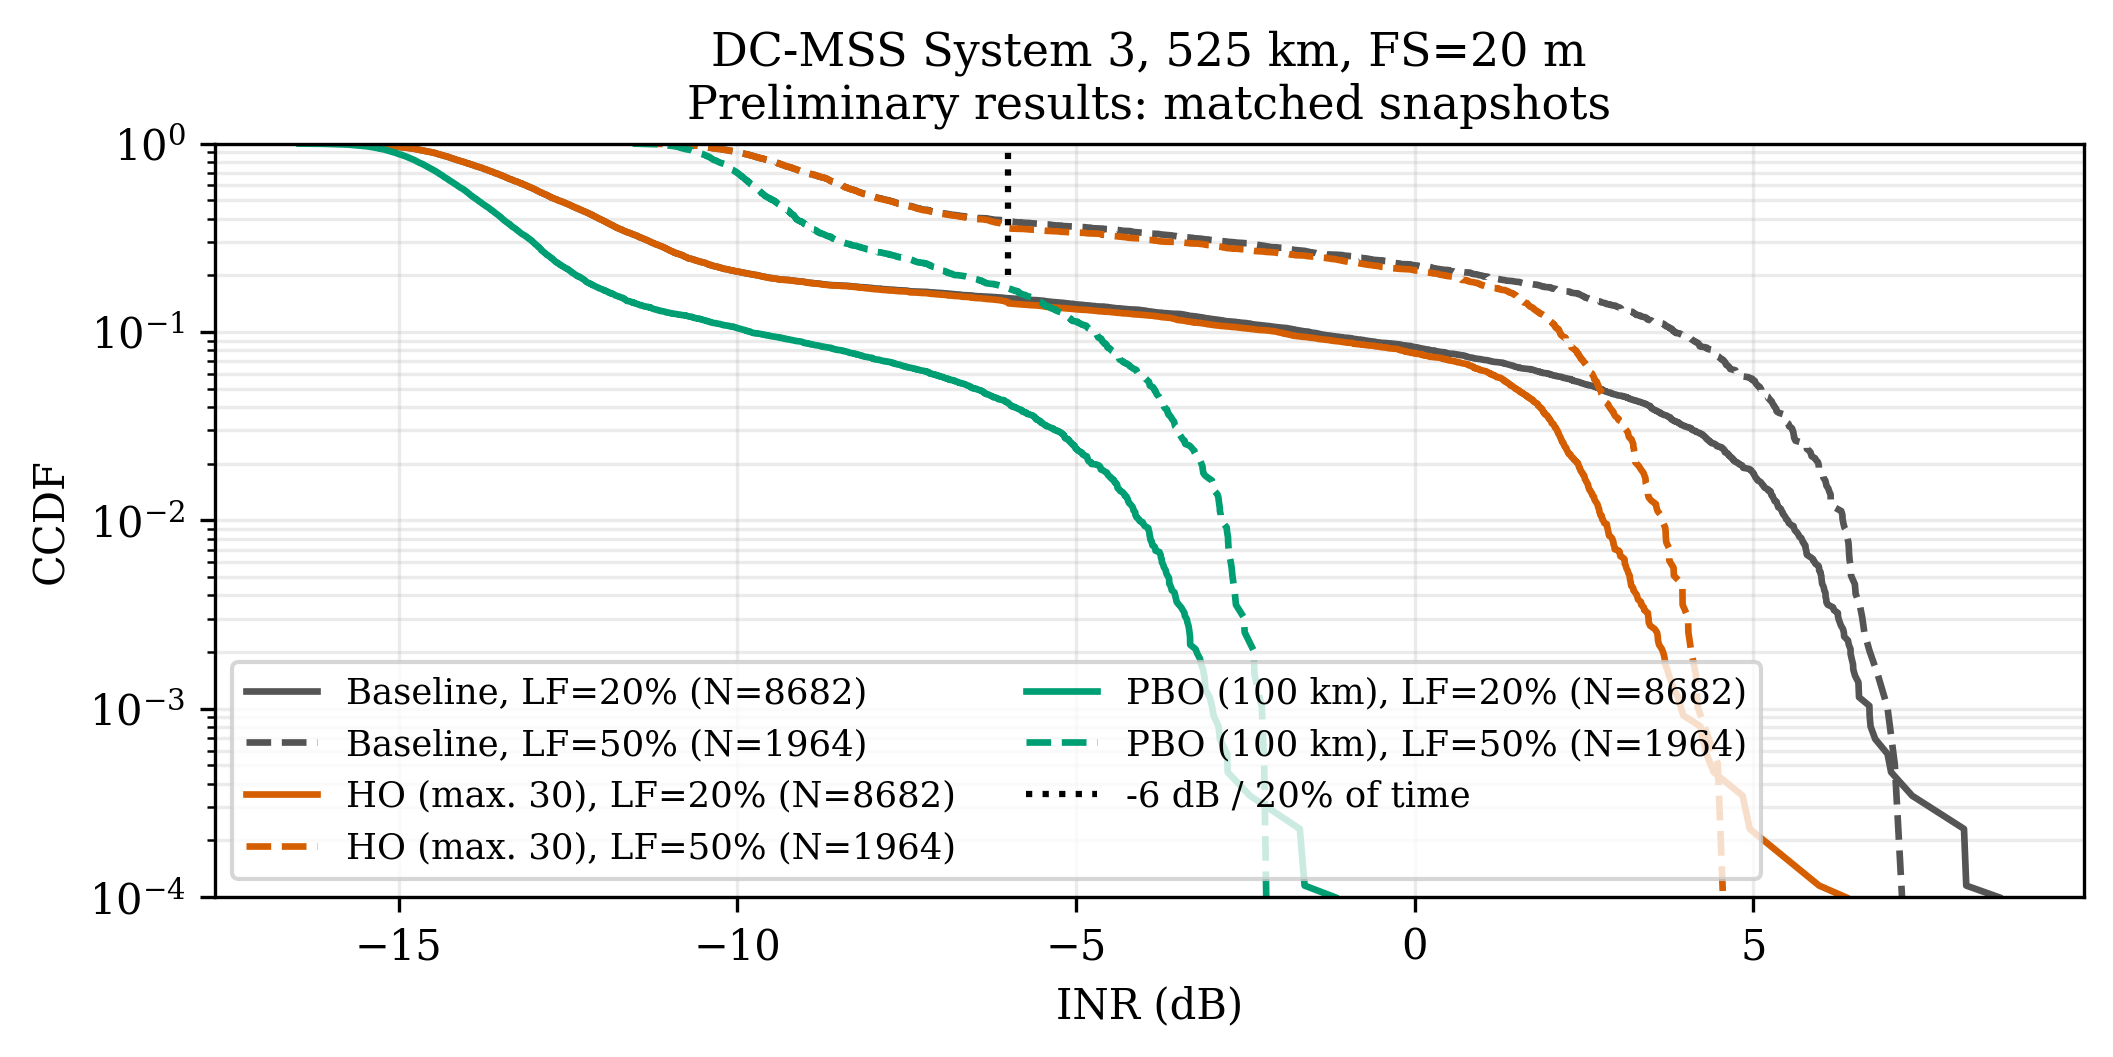 DC-MSS System 3, 525 km, FS=20 m
Preliminary results: matched snapshots
10⁰
10⁻¹
10⁻²
10⁻³
10⁻⁴
CCDF
Baseline, LF=20% (N=8682)
Baseline, LF=50% (N=1964)
HO (max. 30), LF=20% (N=8682)
HO (max. 30), LF=50% (N=1964)
PBO (100 km), LF=20% (N=8682)
PBO (100 km), LF=50% (N=1964)
-6 dB / 20% of time
−15 −10 −5 0 5
INR (dB)